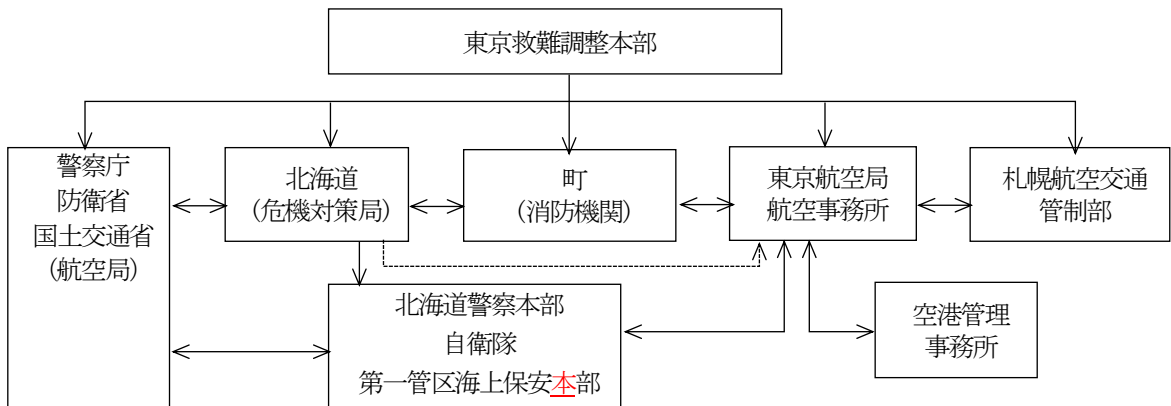 東京救難調整本部
警察庁
防衛省
国土交通省
(航空局)
北海道
(危機対策局)
町
(消防機関)
東京航空局
航空事務所
札幌航空交通
管制部
北海道警察本部
自衛隊
第一管区海上保安本部
空港管理
事務所